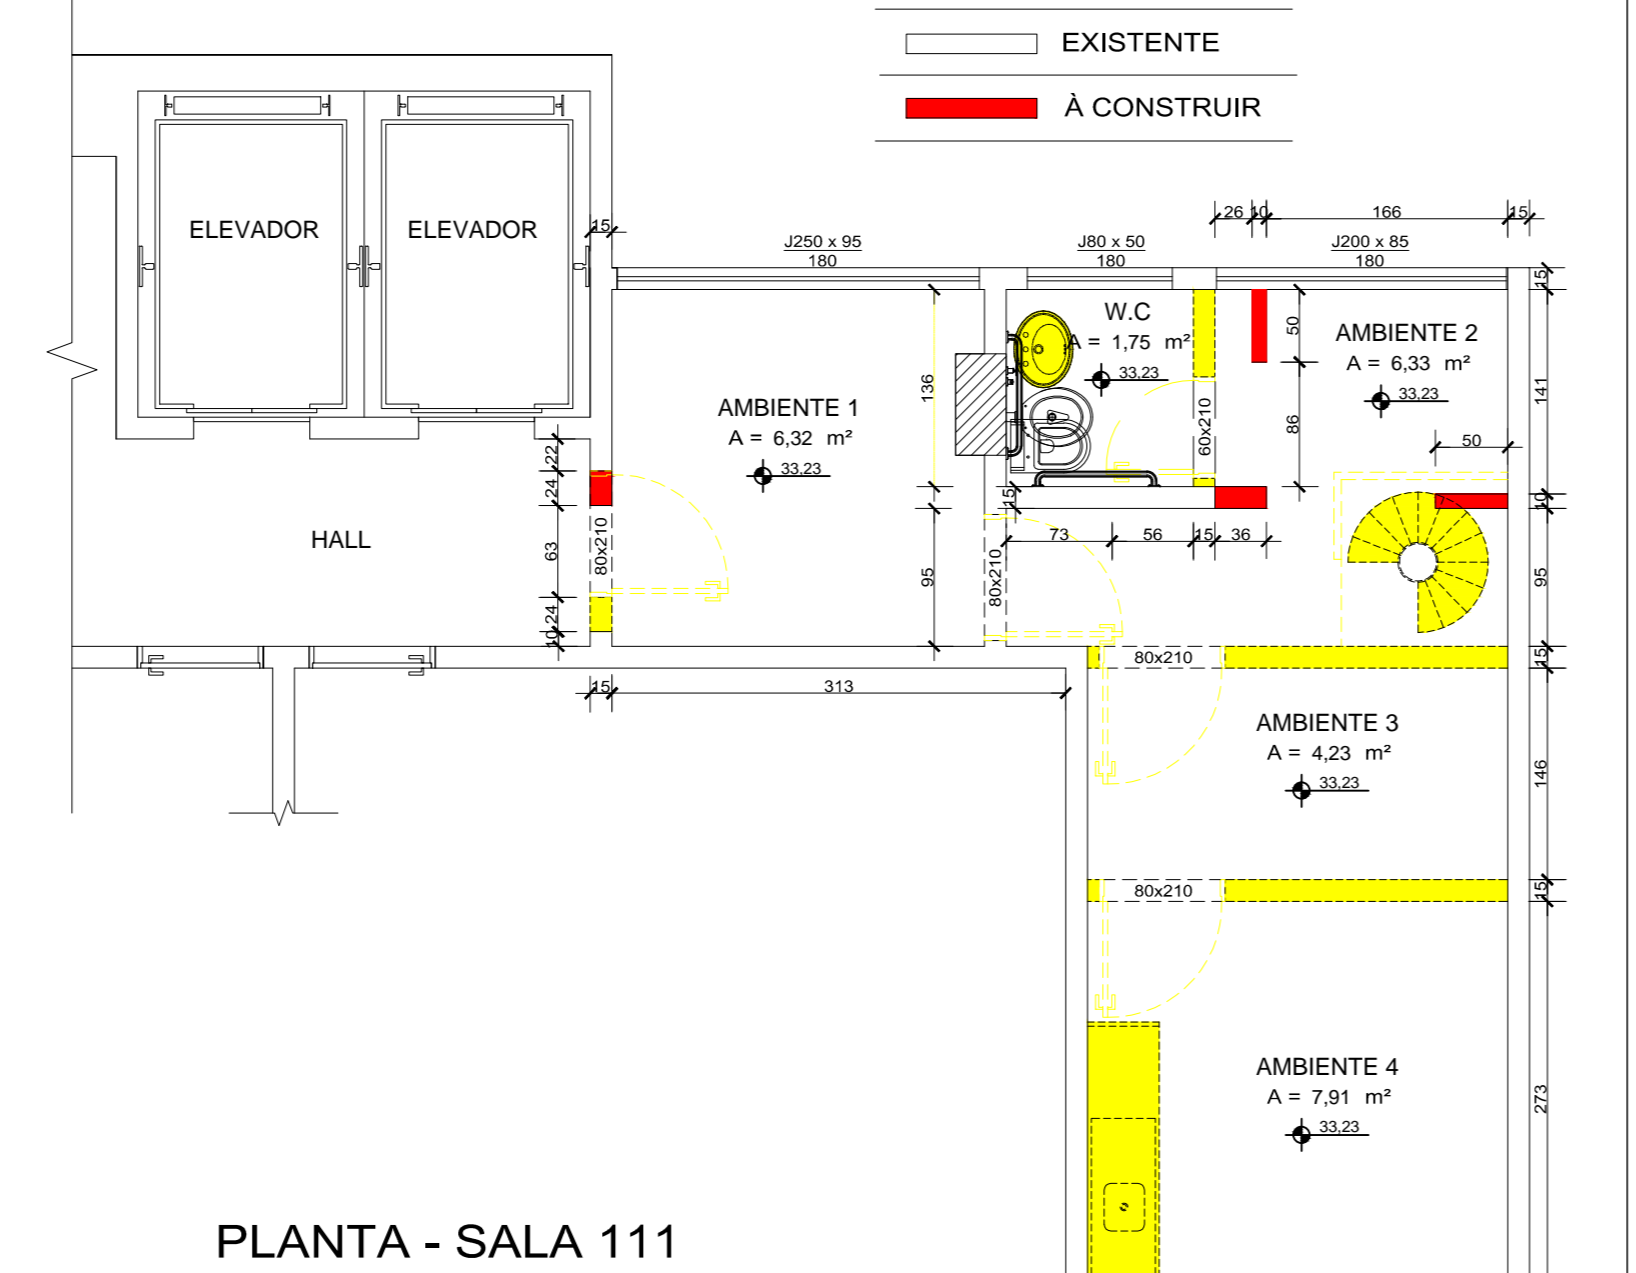 EXISTENTE
À CONSTRUIR
ELEVADOR
ELEVADOR
15
J250 x 95
180
J80 x 50
180
J200 x 85
180
26
10
166
15
15
W.C
A = 1,75 m²
33,23
AMBIENTE 2
A = 6,33 m²
33,23
50
86
141
50
10
AMBIENTE 1
A = 6,32 m²
33,23
136
60x210
22
24
63
24
10
80x210
HALL
15
73
56
15
36
80x210
95
95
15
15
313
80x210
AMBIENTE 3
A = 4,23 m²
33,23
146
80x210
15
AMBIENTE 4
A = 7,91 m²
33,23
273
PLANTA - SALA 111